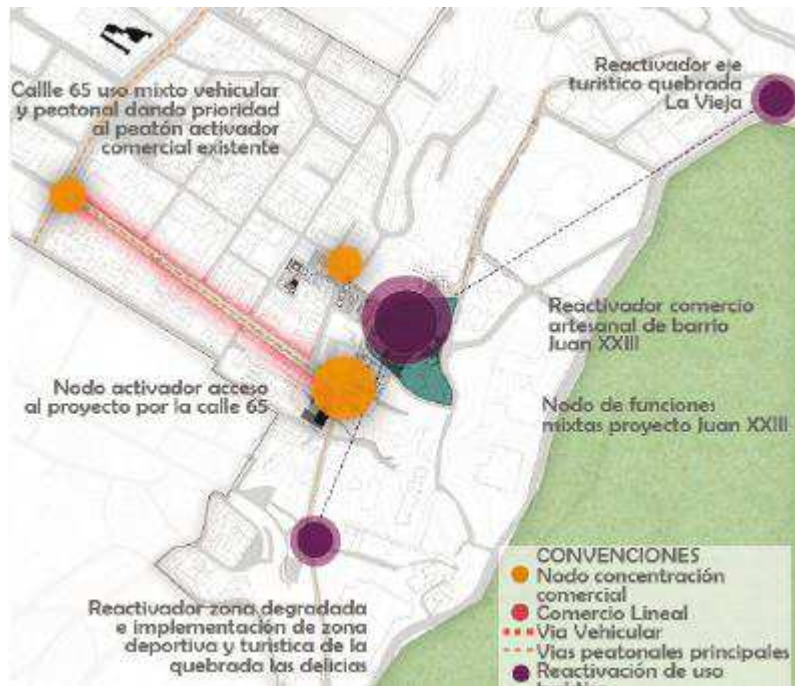 Reactivador eje
turistico quebrada
La Vieja
Callle 65 uso mixto vehicular
y peatonal dando prioridad
al peatón activador
comercial existente
Reactivador comercio
artesanal de barrio
Juan XXIII
Nodo activador acceso
al proyecto por la calle 65
Nodo de funciones
mixtas proyecto Juan XXIII
Reactivador zona degradada
e implementación de zona
deportiva y turistica de la
quebrada las delicias
CONVENCIONES
Nodo concentración
comercial
Comercio Lineal
Via Vehicular
Vias peatonales principales
Reactivación de uso